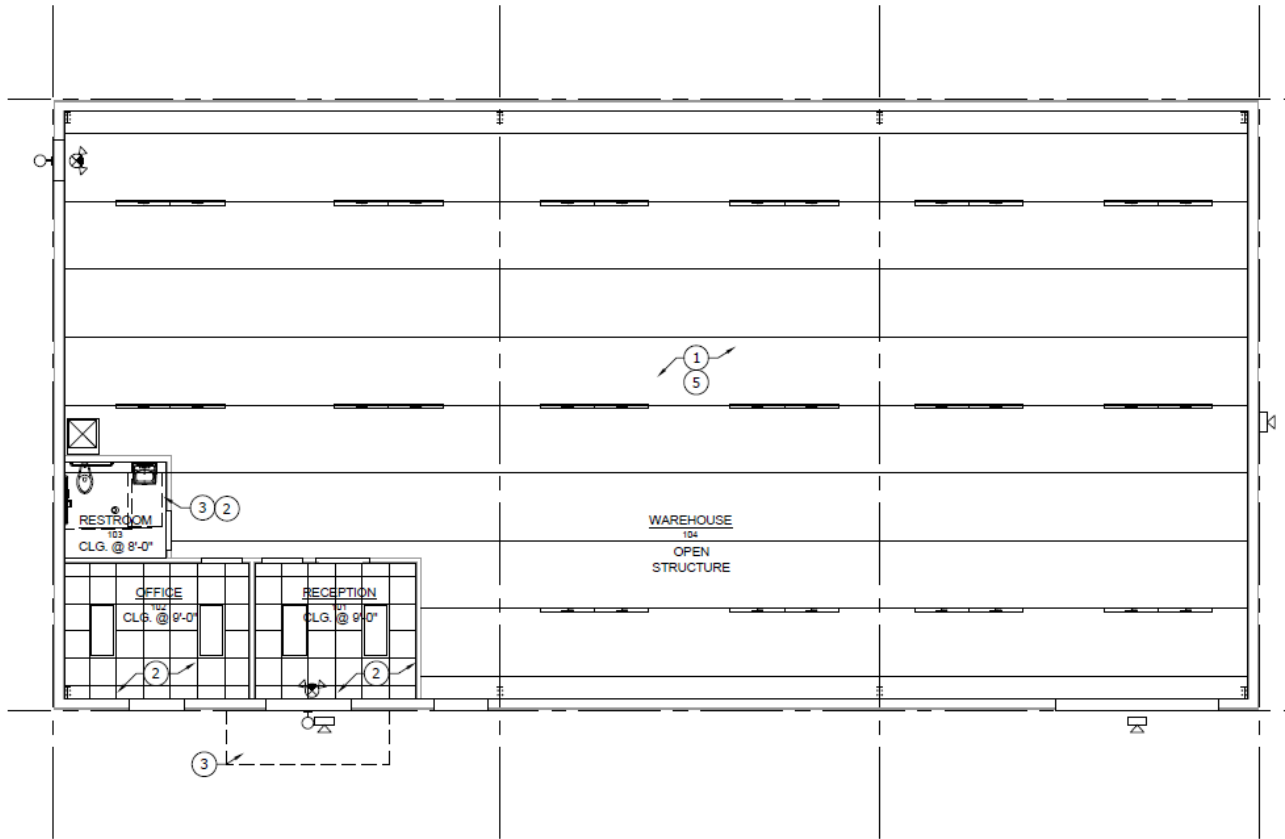 1
5
3 2
RESTROOM
103
CLG. @ 8'-0"
WAREHOUSE
104
OPEN
STRUCTURE
OFFICE
102
CLG. @ 9'-0"
2
RECEPTION
101
CLG. @ 9'-0"
2
3